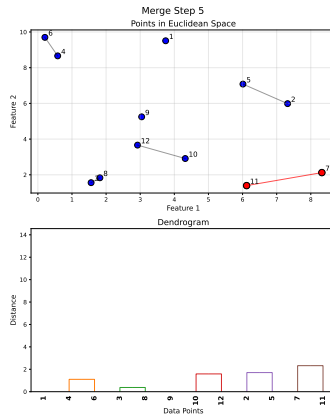 Merge Step 5
Points in Euclidean Space
10
8
6
4
2
Feature 2
6
4
1
5
2
9
12
10
8
7
11
0 1 2 3 4 5 6 7 8
Feature 1
Dendrogram
14
12
10
8
6
4
2
0
Distance
1 4 6 3 8 9 10 12 2 5 7 11
Data Points